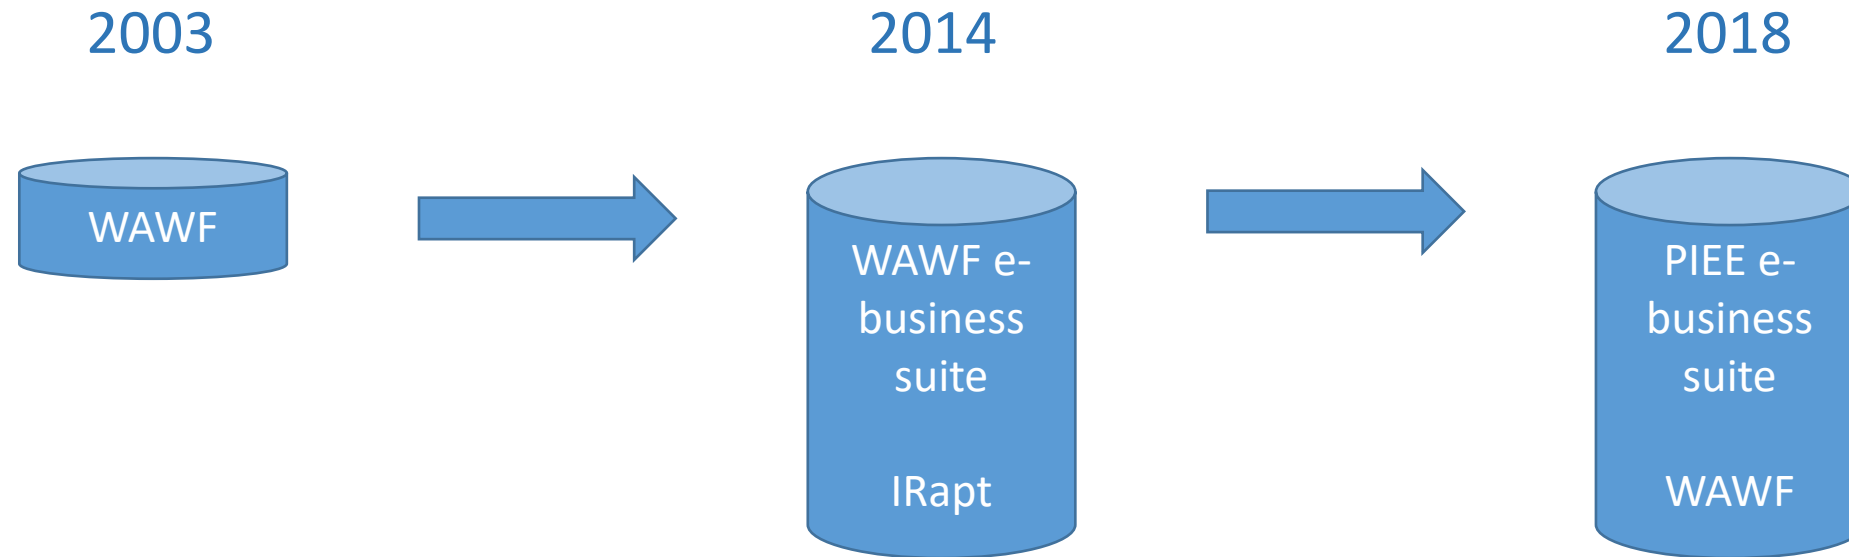 2003
2014
2018
WAWF
WAWF e-
business
suite
IRapt
PIEE e-
business
suite
WAWF